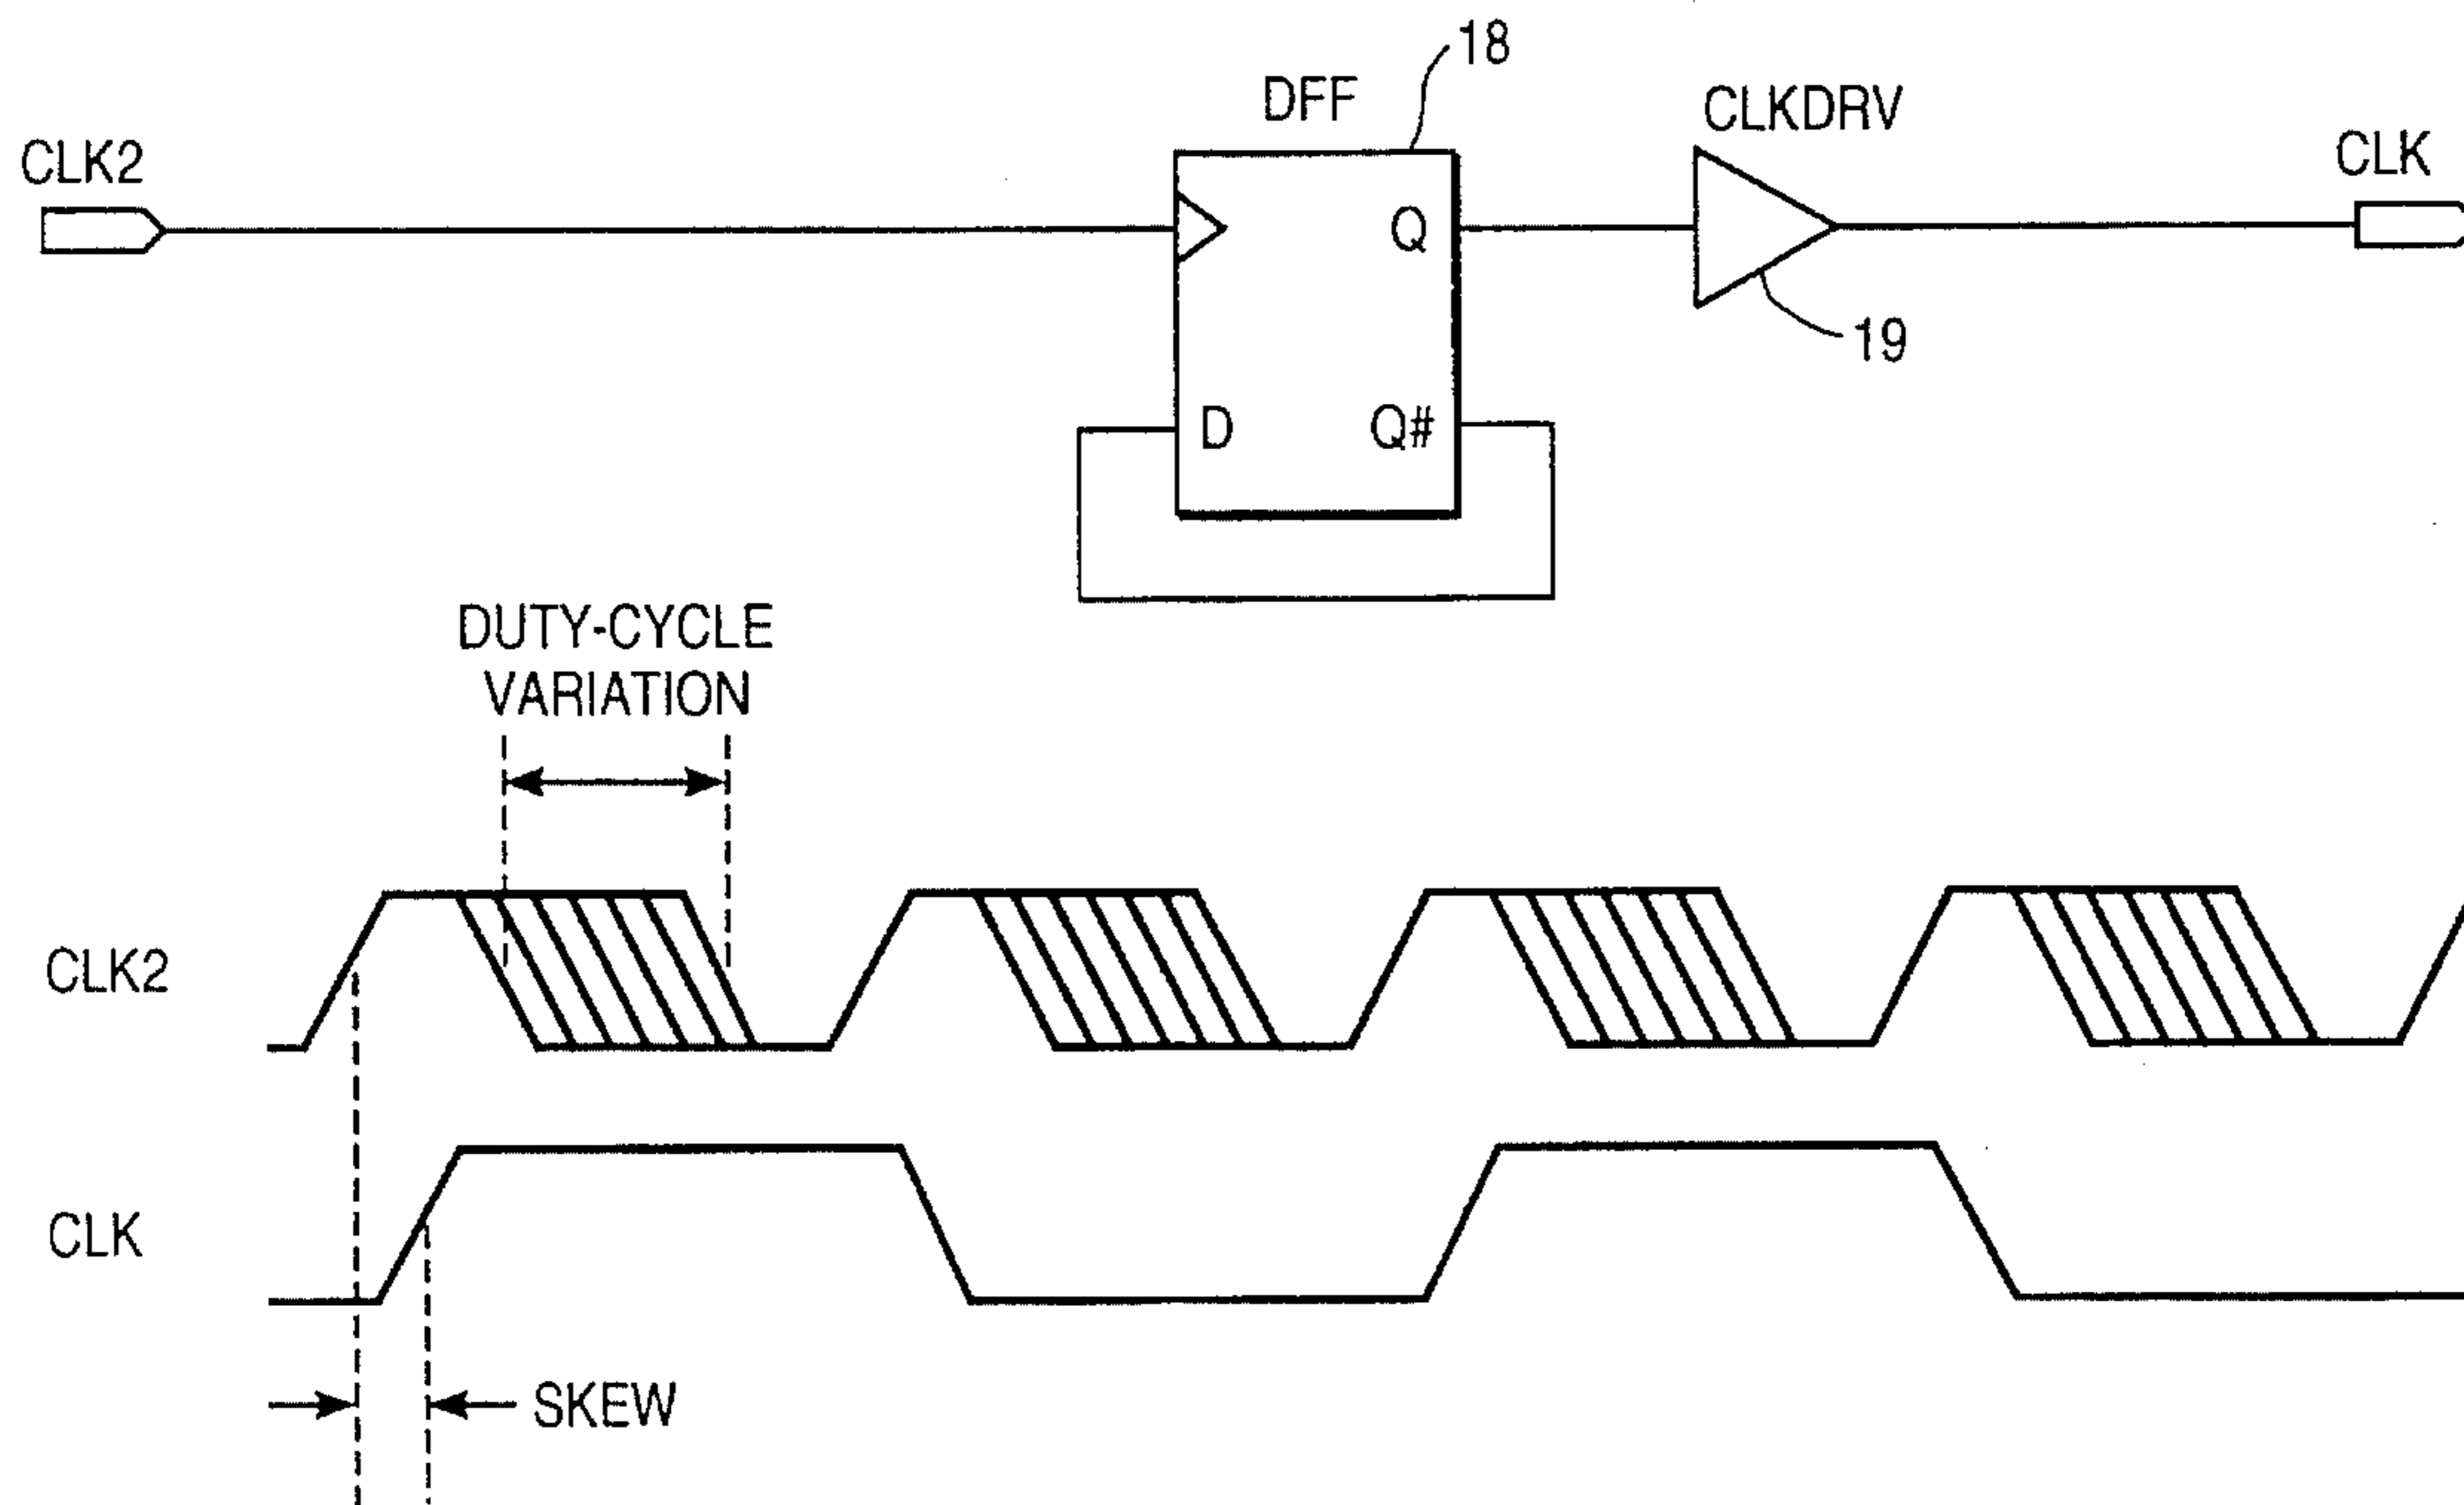 18
DFF
CLKDRV
CLK2
CLK
Q
19
D
Q#
DUTY-CYCLE
VARIATION
CLK2
CLK
SKEW